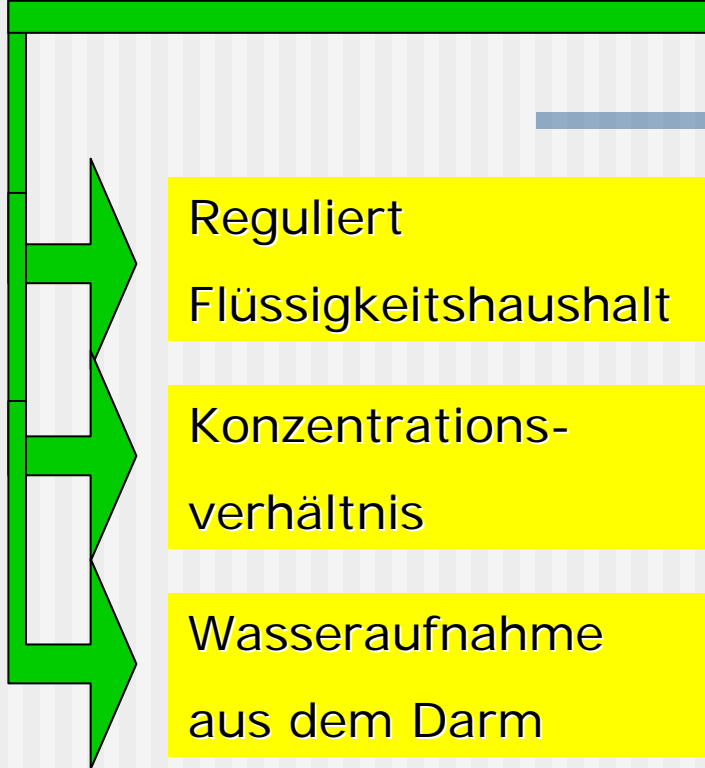 Reguliert
Flüssigkeitshaushalt
Konzentrations-
verhältnis
Wasseraufnahme
aus dem Darm